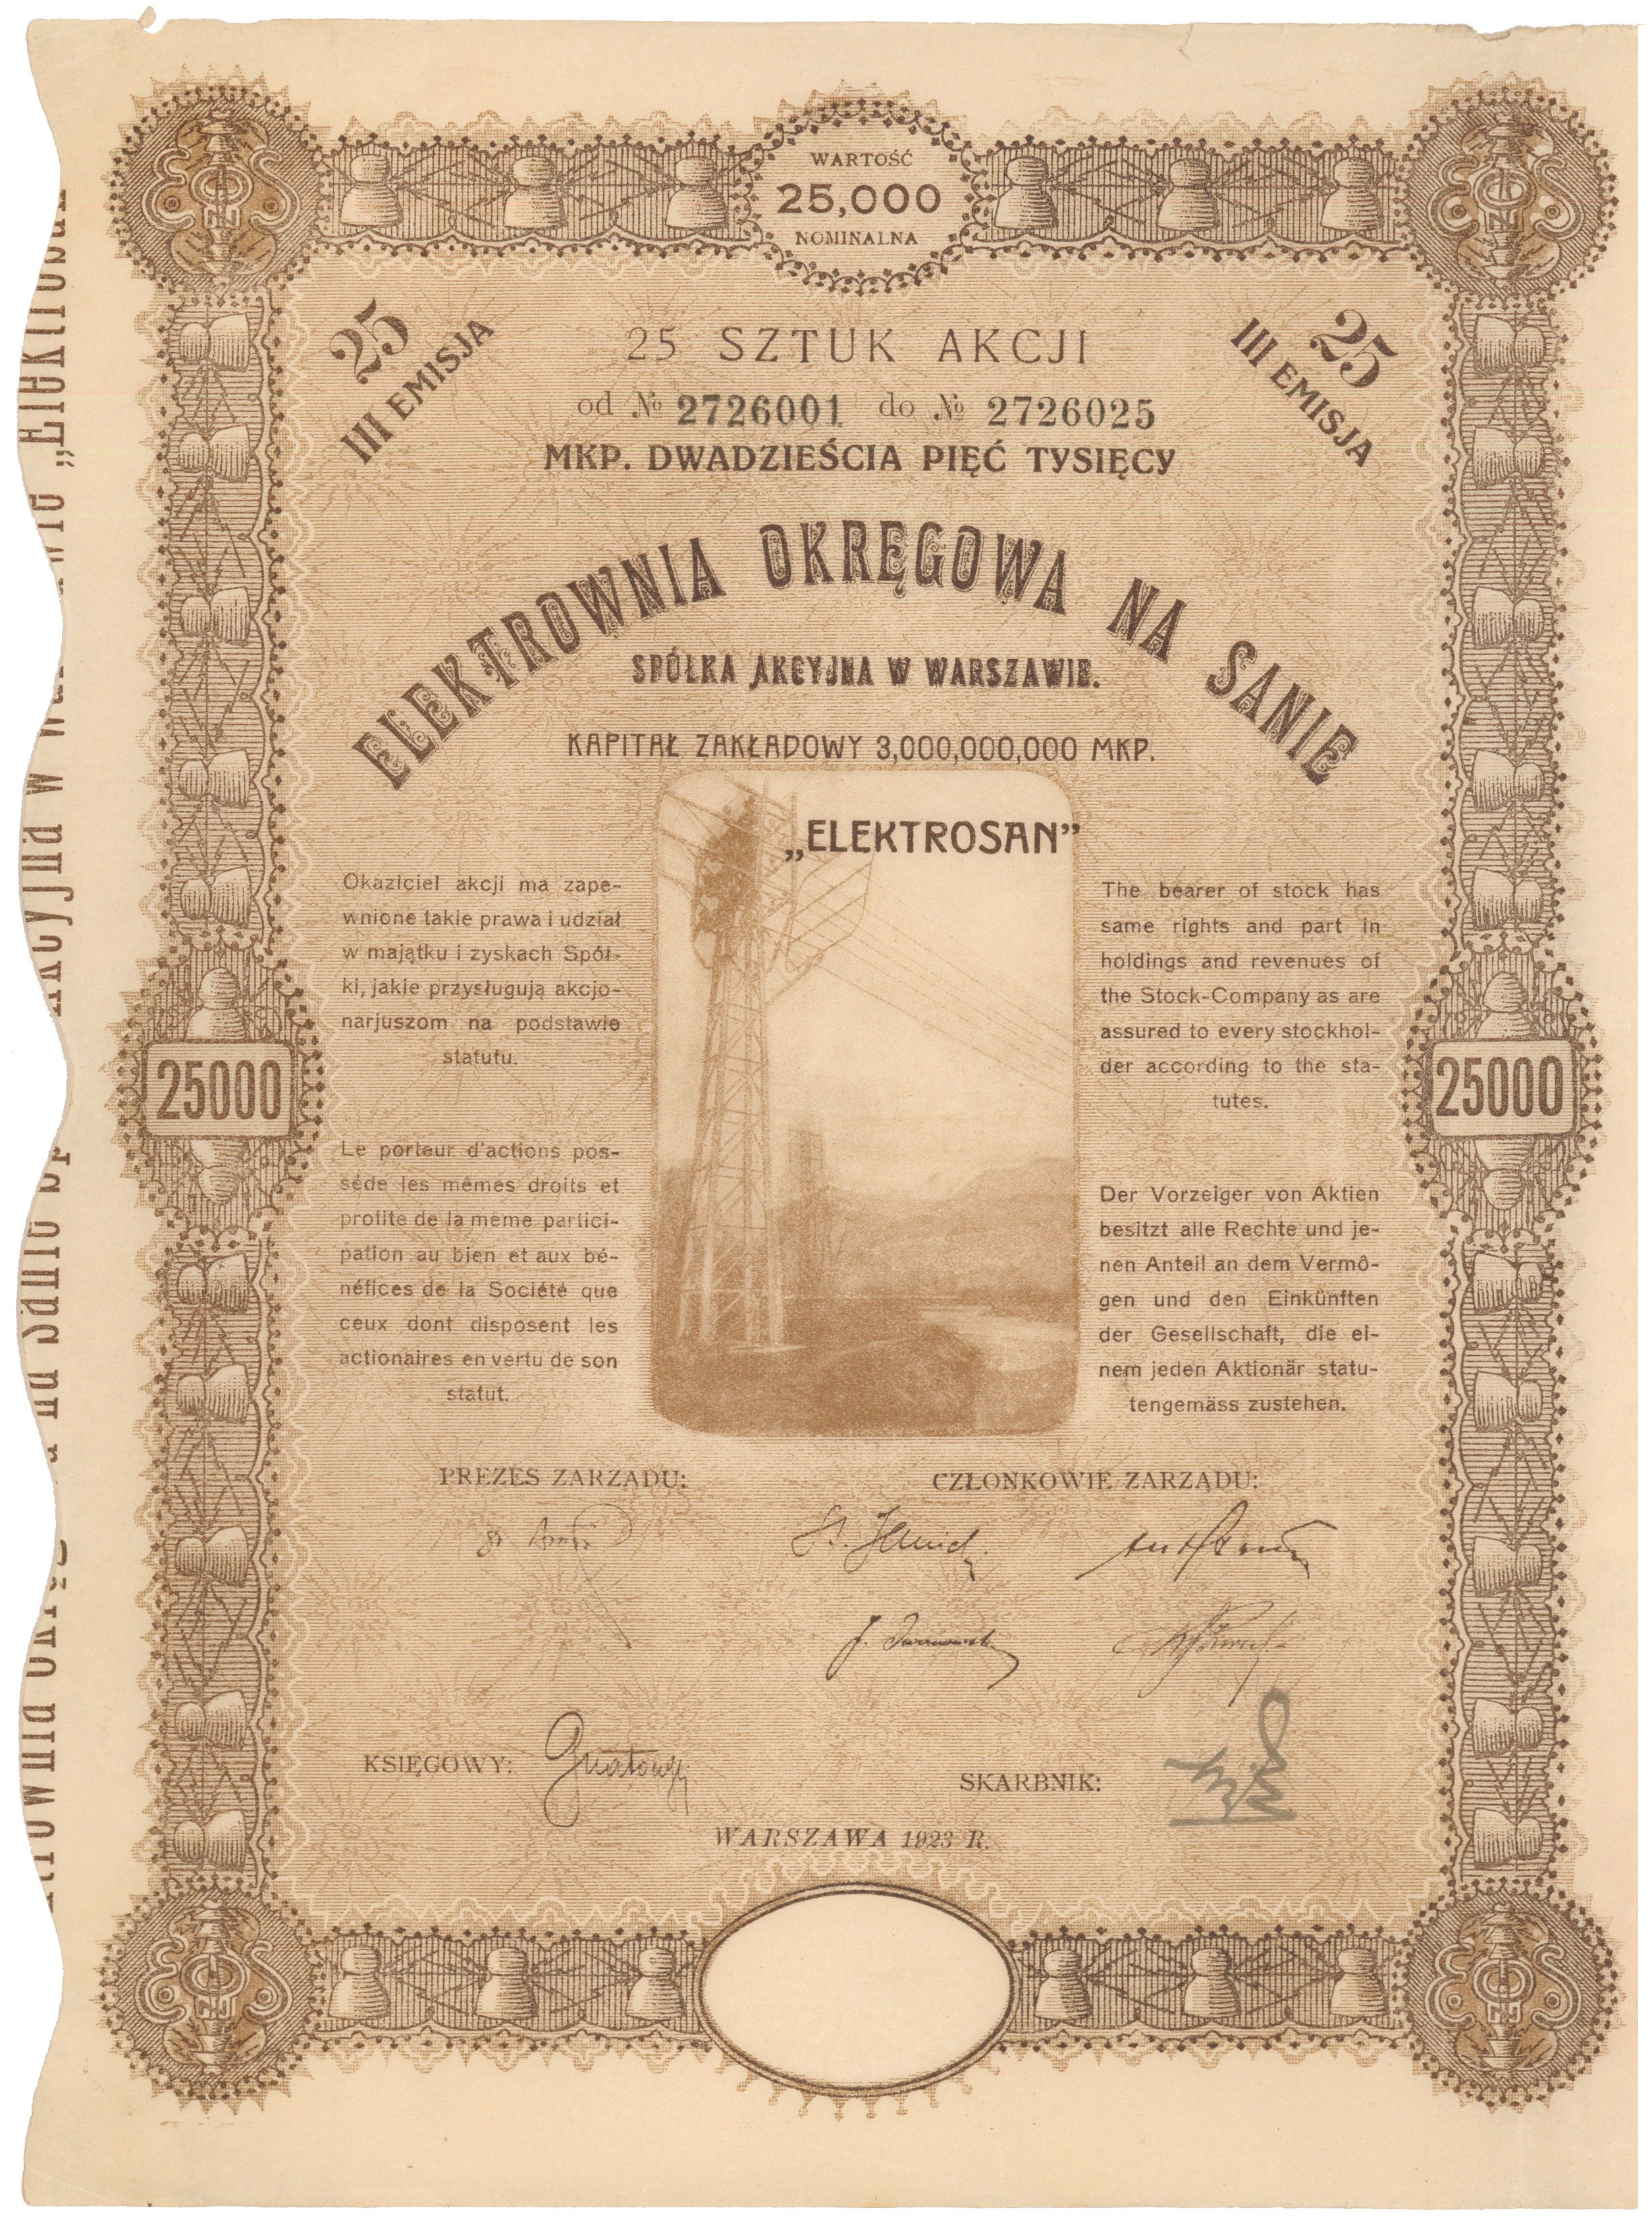 WARTOŚĆ
25,000
NOMINALNA
25
III EMISJA
25
III EMISJA
25 SZTUK AKCJI
od № 2726001 do № 2726025
MKP. DWADZIEŚCIA PIĘĆ TYSIĘCY
ELEKTROWNIA OKRĘGOWA NA SANIE
SPÓŁKA AKCYJNA W WARSZAWIE.
KAPITAŁ ZAKŁADOWY 3,000,000,000 MKP.
„ELEKTROSAN”
Okaziciel akcji ma zape-
wnione takie prawa i udział
w majątku i zyskach Spół-
ki, jakie przysługują akcjo-
narjuszom na podstawie
statutu.
Le porteur d'actions pos-
séde les mêmes droits et
profite de la même partici-
pation au bien et aux bé-
néfices de la Société que
ceux dont disposent les
actionaires en vertu de son
statut.
The bearer of stock has
same rights and part in
holdings and revenues of
the Stock-Company as are
assured to every stockhol-
der according to the sta-
tutes.
Der Vorzeiger von Aktien
besitzt alle Rechte und je-
nen Anteil an dem Vermô-
gen und den Einkünften
der Gesellschaft, die ei-
nem jeden Aktionär statu-
tengemäss zustehen.
25000
25000
PREZES ZARZĄDU:
CZŁONKOWIE ZARZĄDU:
KSIĘGOWY:
SKARBNIK:
WARSZAWA 1923 R.